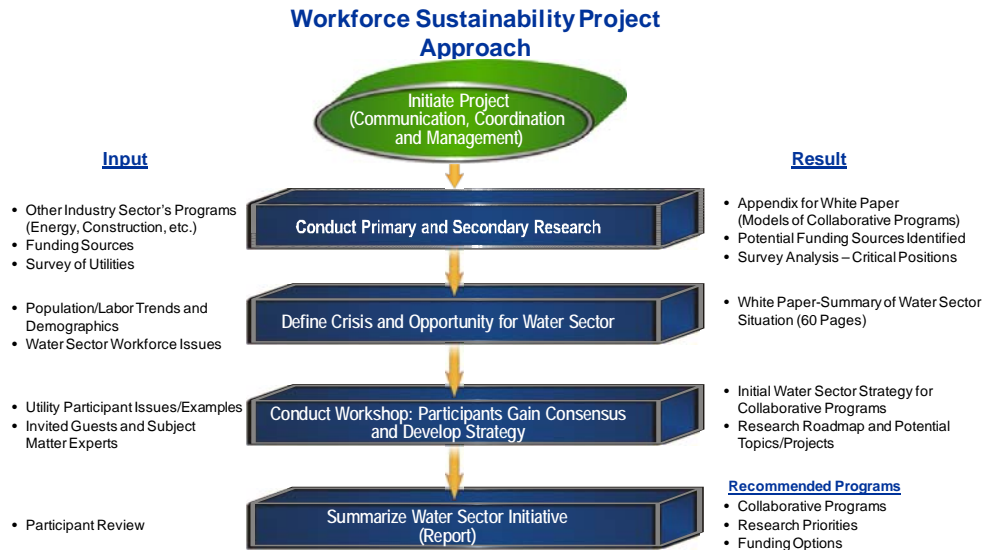 Workforce Sustainability Project
Approach
Initiate Project
(Communication, Coordination
and Management)
Input
Result
• Other Industry Sector's Programs
(Energy, Construction, etc.)
• Funding Sources
• Survey of Utilities
Conduct Primary and Secondary Research
• Appendix for White Paper
(Models of Collaborative Programs)
• Potential Funding Sources Identified
• Survey Analysis – Critical Positions
• Population/Labor Trends and
Demographics
• Water Sector Workforce Issues
Define Crisis and Opportunity for Water Sector
• White Paper-Summary of Water Sector
Situation (60 Pages)
• Utility Participant Issues/Examples
• Invited Guests and Subject
Matter Experts
Conduct Workshop: Participants Gain Consensus
and Develop Strategy
• Initial Water Sector Strategy for
Collaborative Programs
• Research Roadmap and Potential
Topics/Projects
• Participant Review
Summarize Water Sector Initiative
(Report)
Recommended Programs
• Collaborative Programs
• Research Priorities
• Funding Options